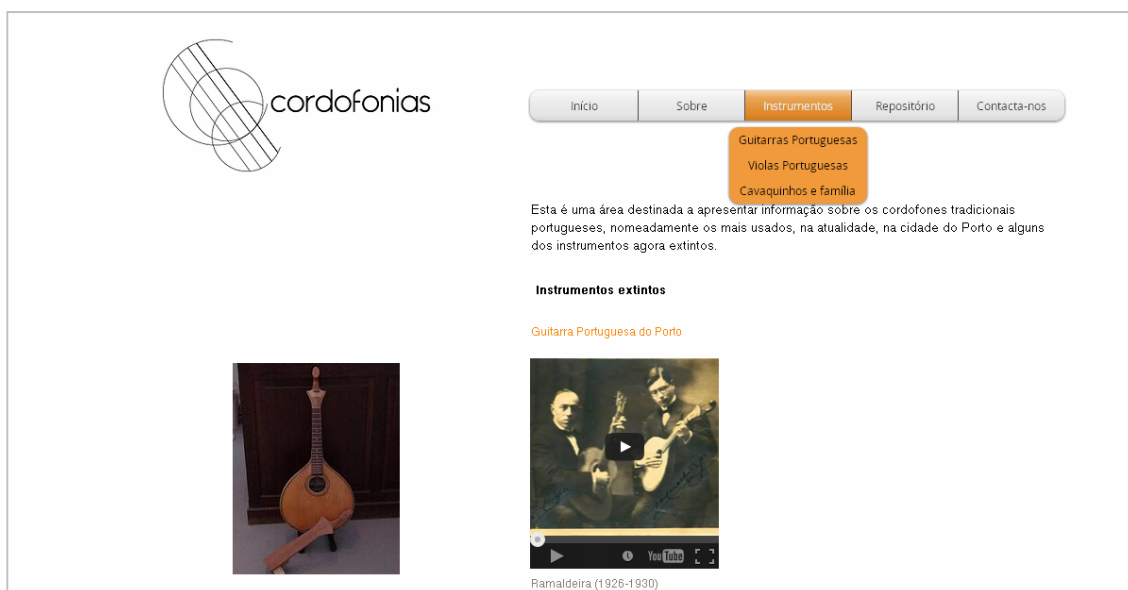 cordofonias
Início
Sobre
Instrumentos
Repositório
Contacta-nos
Guitarras Portuguesas
Violas Portuguesas
Cavaquinhos e família
Esta é uma área destinada a apresentar informação sobre os cordofones tradicionais
portugueses, nomeadamente os mais usados, na atualidade, na cidade do Porto e alguns
dos instrumentos agora extintos.
Instrumentos extintos
Guitarra Portuguesa do Porto
YouTube
Ramaldeira (1926-1930)